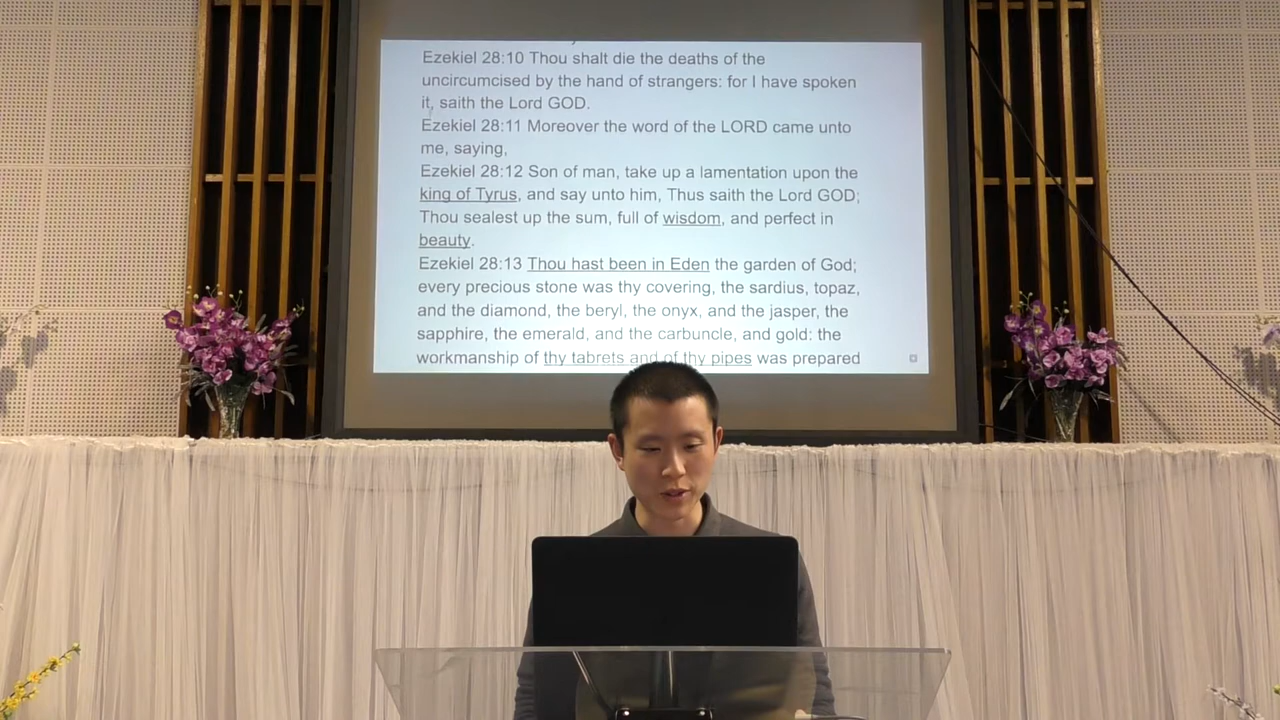 Ezekiel 28:10 Thou shalt die the deaths of the
uncircumcised by the hand of strangers: for I have spoken
it, saith the Lord GOD.
Ezekiel 28:11 Moreover the word of the LORD came unto
me, saying,
Ezekiel 28:12 Son of man, take up a lamentation upon the
king of Tyrus, and say unto him, Thus saith the Lord GOD;
Thou sealest up the sum, full of wisdom, and perfect in
beauty.
Ezekiel 28:13 Thou hast been in Eden the garden of God;
every precious stone was thy covering, the sardius, topaz,
and the diamond, the beryl, the onyx, and the jasper, the
sapphire, the emerald, and the carbuncle, and gold: the
workmanship of thy tabrets and of thy pipes was prepared